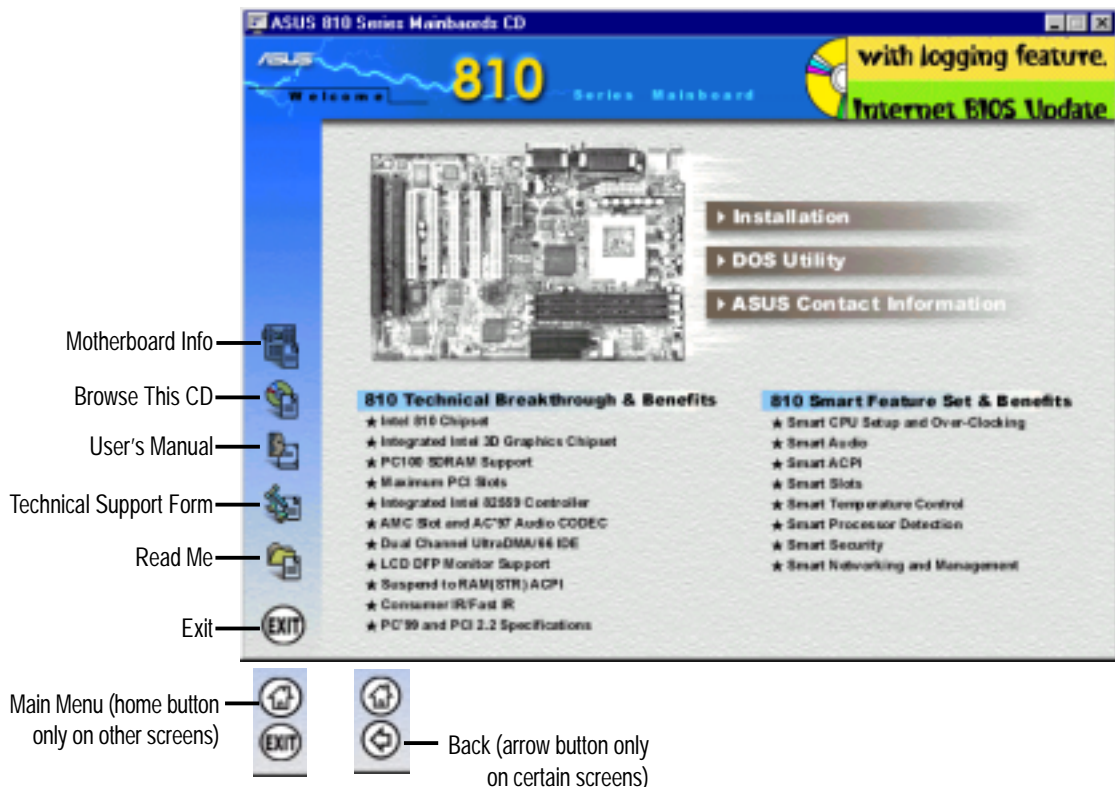 ASUS 810 Series Mainbaords CD
ASUS
Welcome
810
Series Mainboard
with logging feature.
Internet BIOS Update
Installation
DOS Utility
ASUS Contact Information
Motherboard Info
Browse This CD
User's Manual
Technical Support Form
Read Me
Exit
810 Technical Breakthrough & Benefits
★ Intel 810 Chipset
★ Integrated Intel 3D Graphics Chipset
★ PC100 SDRAM Support
★ Maximum PCI Slots
★ Integrated Intel 82559 Controller
★ AMC Slot and AC'97 Audio CODEC
★ Dual Channel UltraDMA/66 IDE
★ LCD DFP Monitor Support
★ Suspend to RAM(STR) ACPI
★ Consumer IR/Fast IR
★ PC'99 and PCI 2.2 Specifications
810 Smart Feature Set & Benefits
★ Smart CPU Setup and Over-Clocking
★ Smart Audio
★ Smart ACPI
★ Smart Slots
★ Smart Temperature Control
★ Smart Processor Detection
★ Smart Security
★ Smart Networking and Management
EXIT
Main Menu (home button
only on other screens)
EXIT
Back (arrow button only
on certain screens)